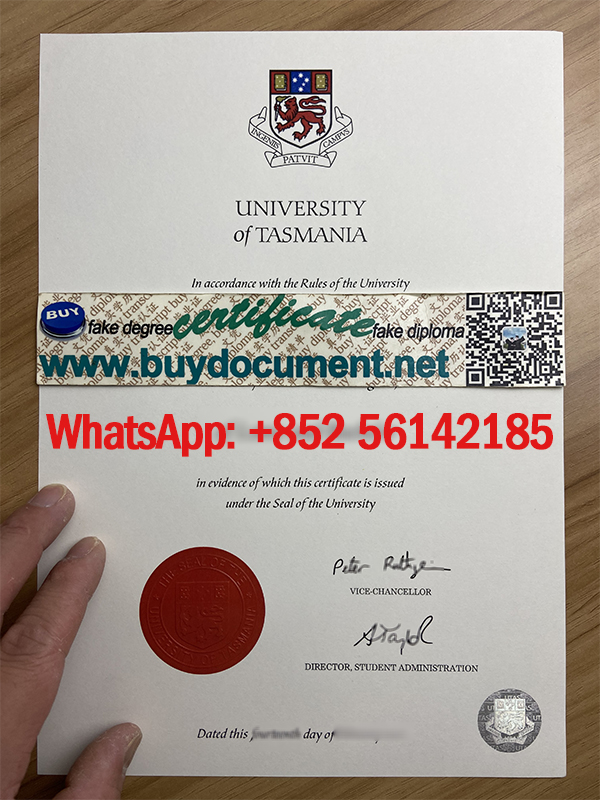 INGENIIS PATVIT CAMPVS
UNIVERSITY
of TASMANIA
In accordance with the Rules of the University
BUY
fake degree certificate fake diploma
www.buydocument.net
WhatsApp: +852 56142185
in evidence of which this certificate is issued
under the Seal of the University
VICE-CHANCELLOR
DIRECTOR, STUDENT ADMINISTRATION
Dated this fourteenth day of